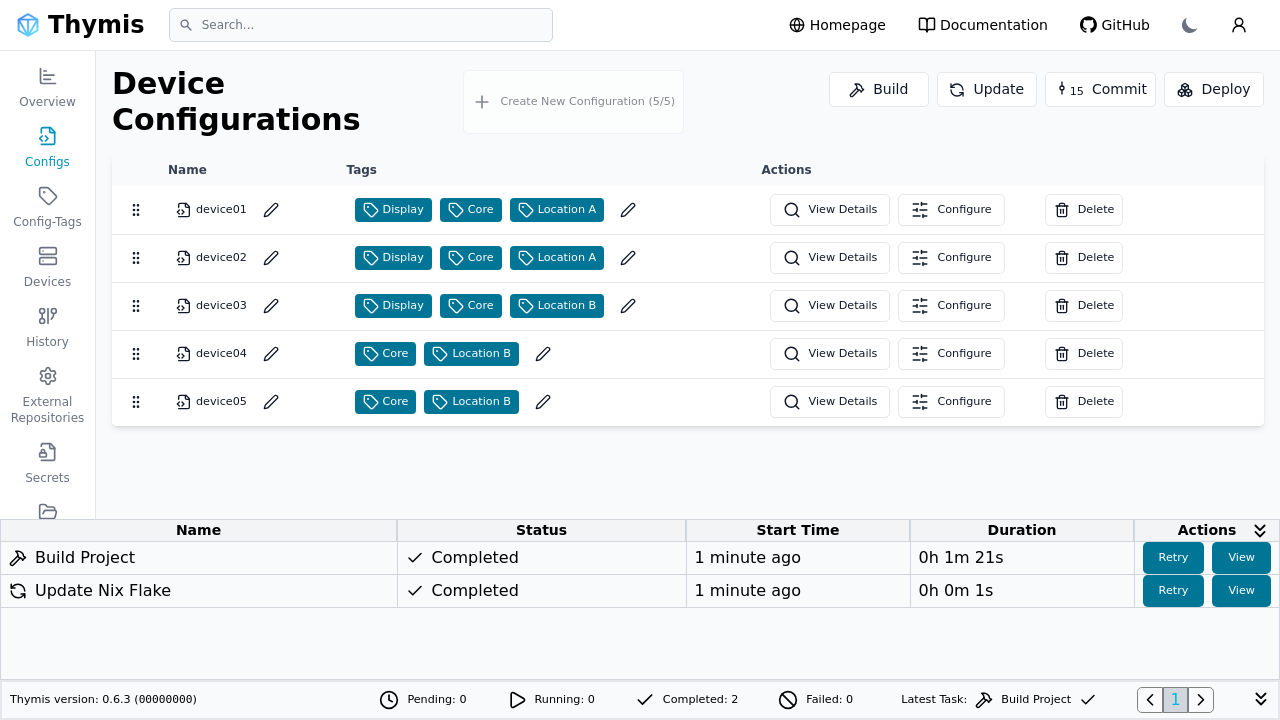 Thymis
Search...
Homepage
Documentation
GitHub
Overview
Configs
Config-Tags
Devices
History
External
Repositories
Secrets
Device
Configurations
Create New Configuration (5/5)
Build
Update
15 Commit
Deploy
Name Tags Actions
device01 Display Core Location A View Details Configure Delete
device02 Display Core Location A View Details Configure Delete
device03 Display Core Location B View Details Configure Delete
device04 Core Location B View Details Configure Delete
device05 Core Location B View Details Configure Delete
Name Status Start Time Duration Actions
Build Project Completed 1 minute ago 0h 1m 21s Retry View
Update Nix Flake Completed 1 minute ago 0h 0m 1s Retry View
Thymis version: 0.6.3 (00000000) Pending: 0 Running: 0 Completed: 2 Failed: 0 Latest Task: Build Project 1